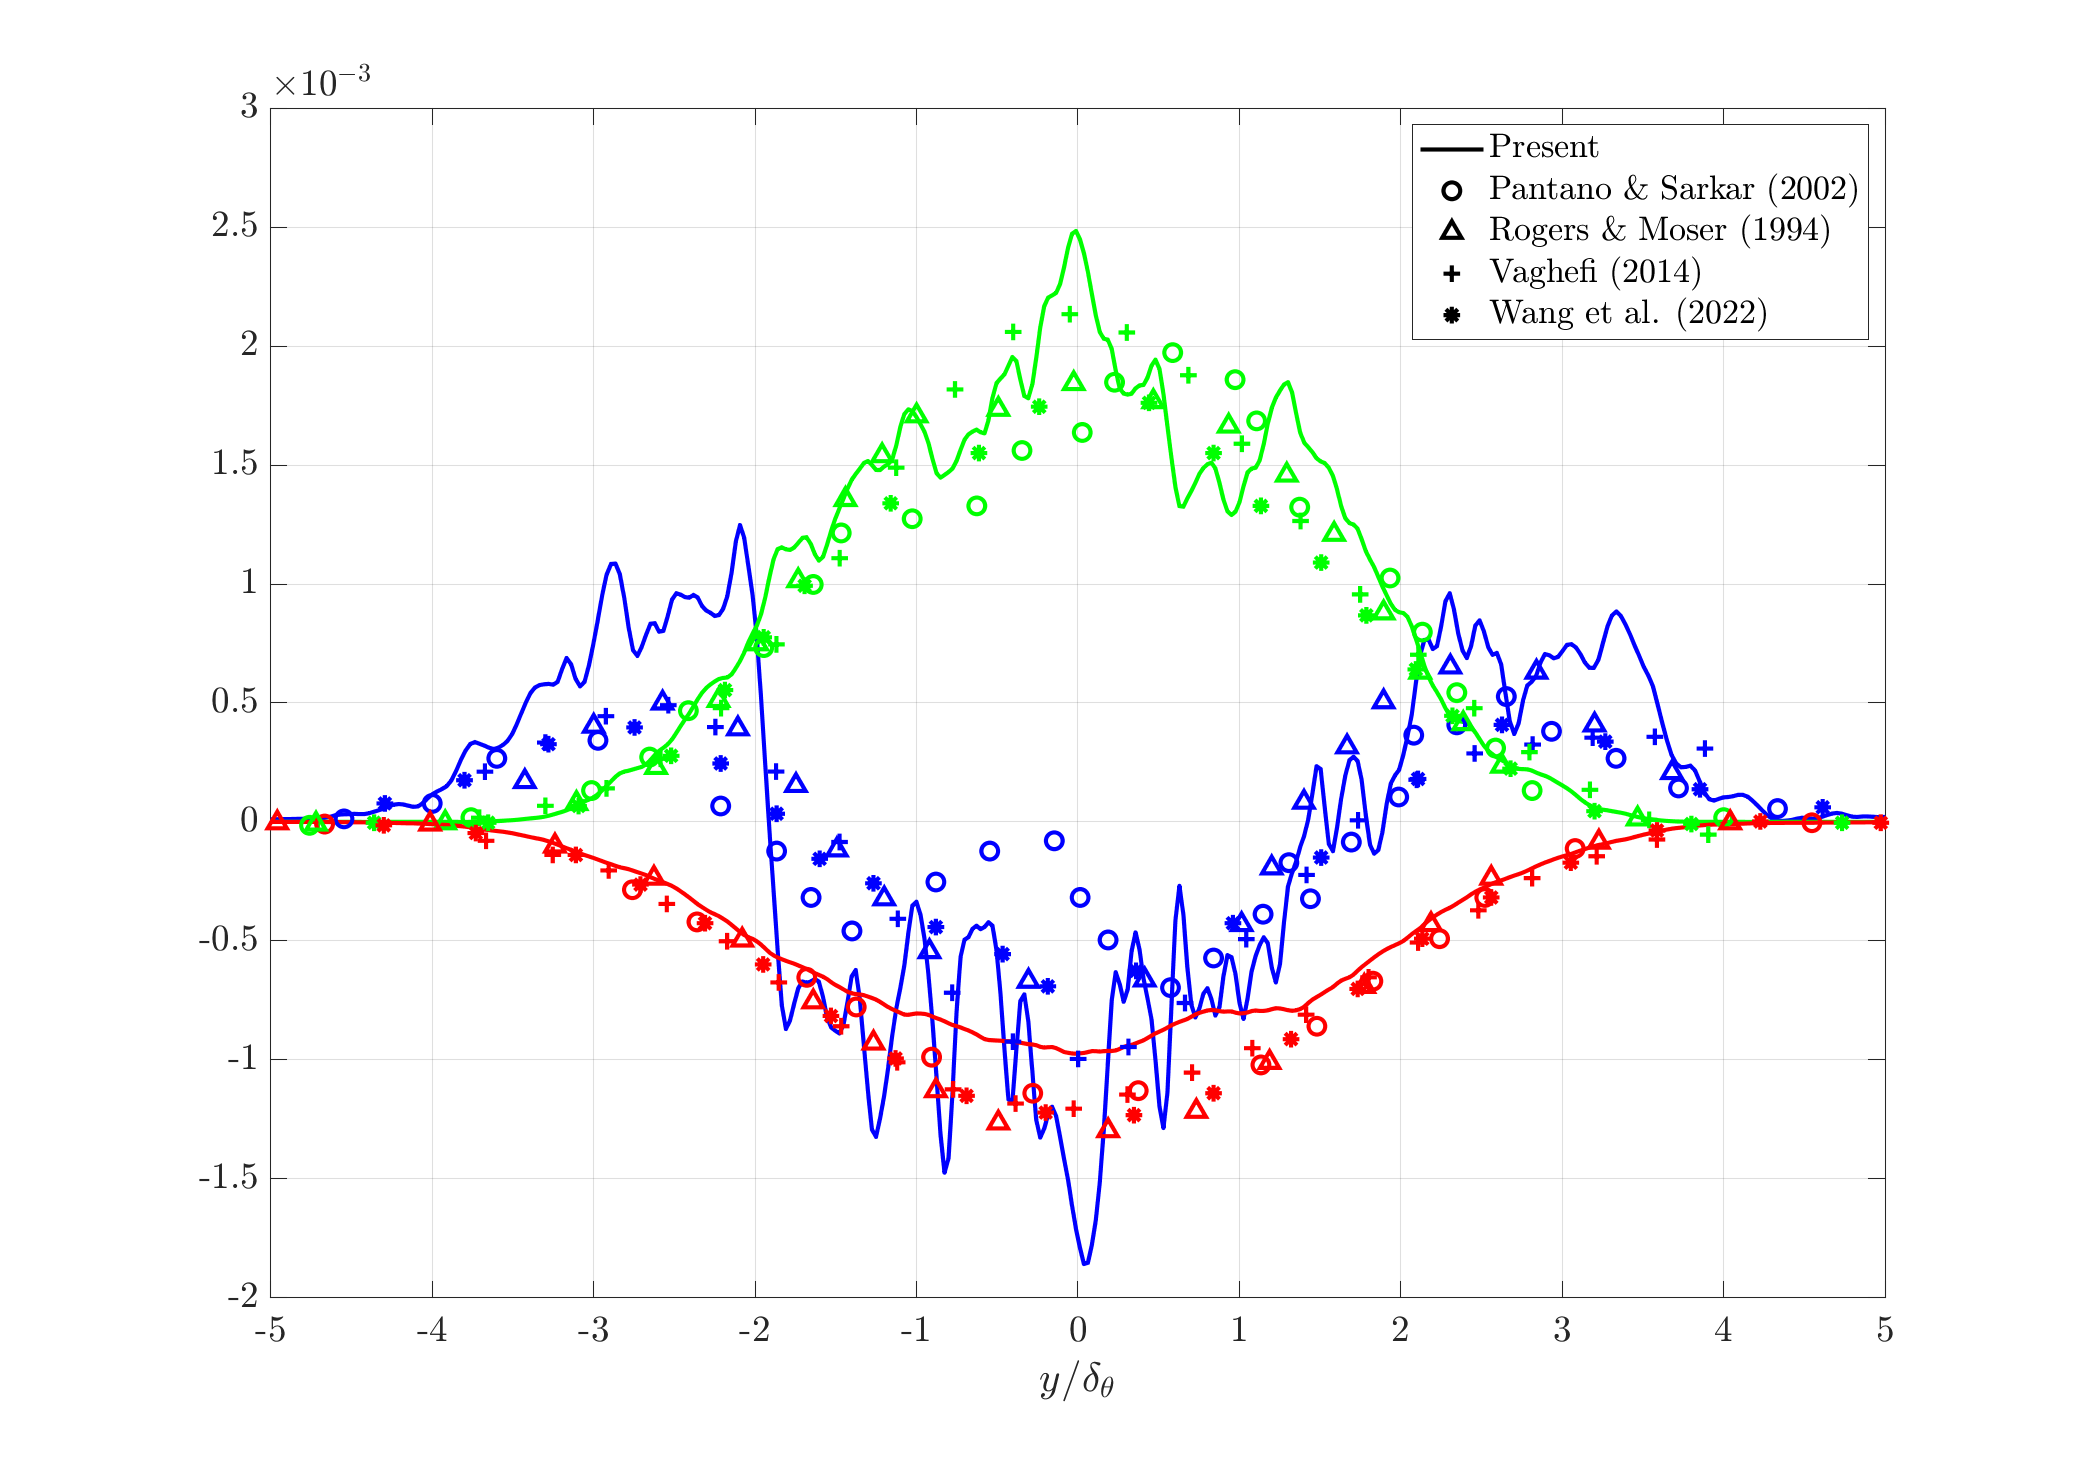 ×10⁻³
3
2.5
2
1.5
1
0.5
0
-0.5
-1
-1.5
-2
-5 -4 -3 -2 -1 0 1 2 3 4 5
y/δ_θ
Present
Pantano & Sarkar (2002)
Rogers & Moser (1994)
Vaghefi (2014)
Wang et al. (2022)